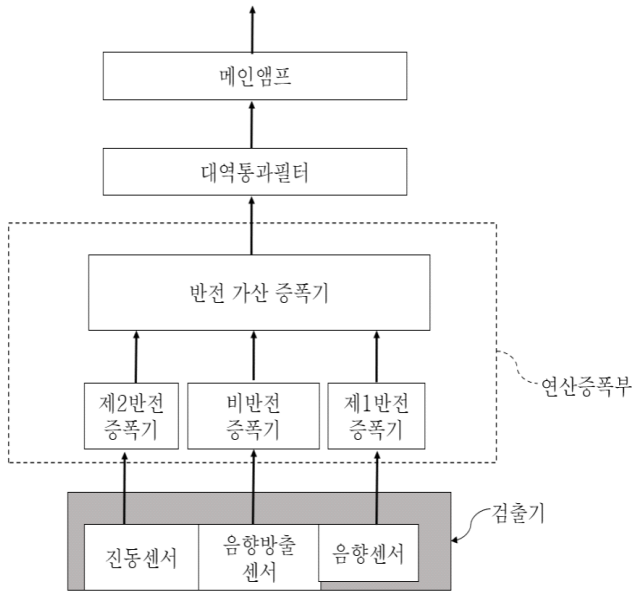 메인앰프
대역통과필터
반전 가산 증폭기
연산증폭부
제2반전
증폭기
비반전
증폭기
제1반전
증폭기
검출기
진동센서
음향방출
센서
음향센서